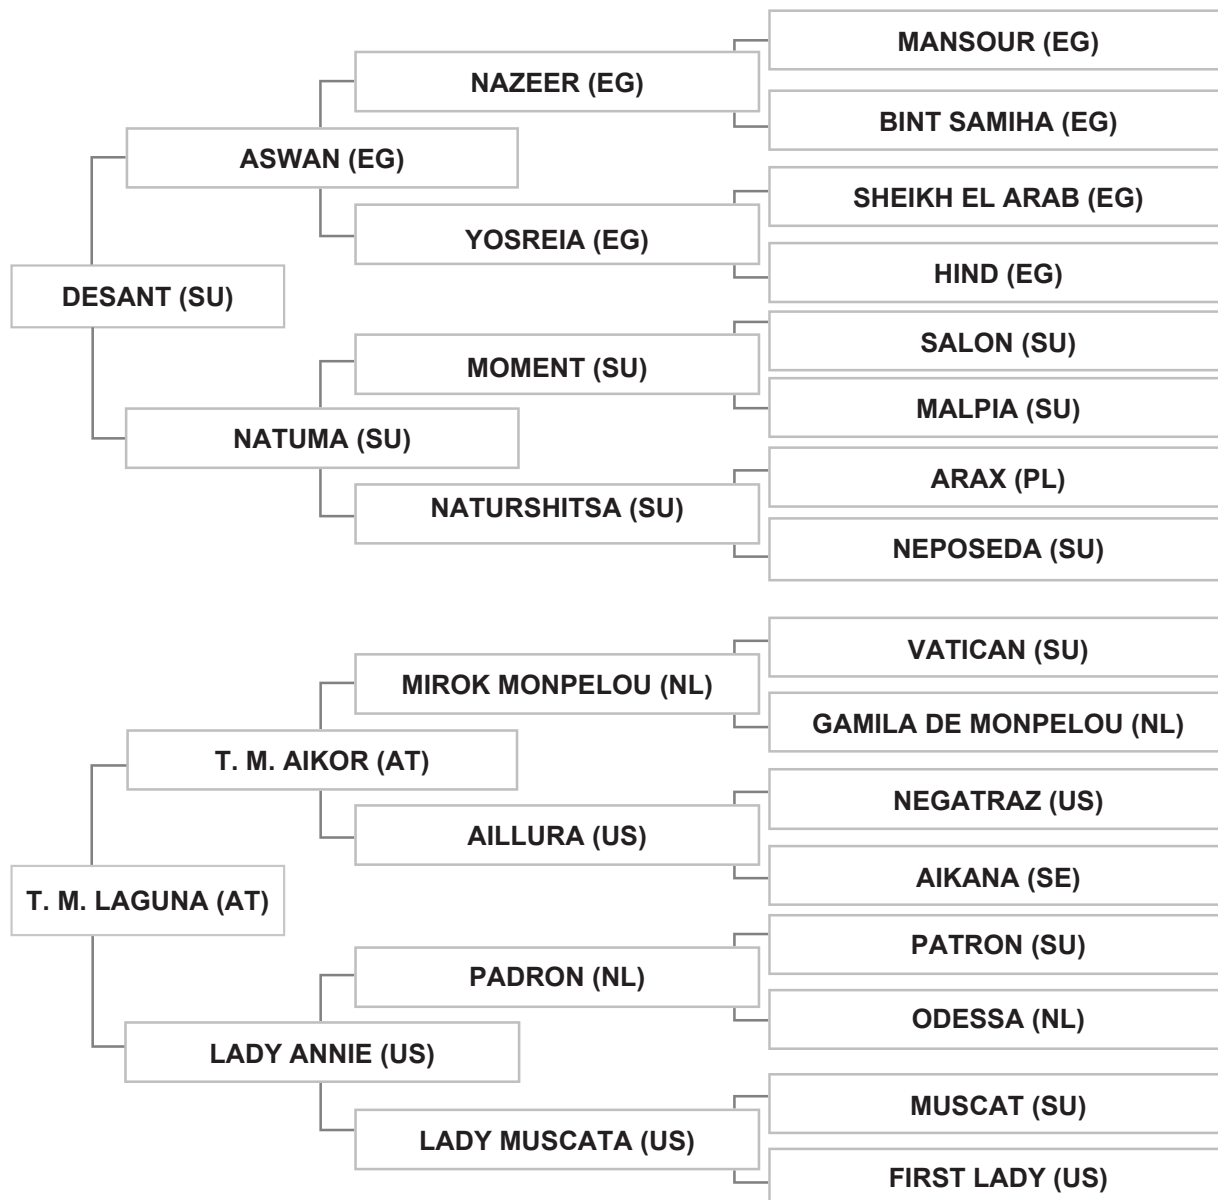 MANSOUR (EG)
NAZEER (EG)
BINT SAMIHA (EG)
ASWAN (EG)
SHEIKH EL ARAB (EG)
YOSREIA (EG)
HIND (EG)
DESANT (SU)
SALON (SU)
MOMENT (SU)
MALPIA (SU)
NATUMA (SU)
ARAX (PL)
NATURSHITSA (SU)
NEPOSEDA (SU)
VATICAN (SU)
MIROK MONPELOU (NL)
GAMILA DE MONPELOU (NL)
T. M. AIKOR (AT)
NEGATRAZ (US)
AILLURA (US)
AIKANA (SE)
T. M. LAGUNA (AT)
PATRON (SU)
PADRON (NL)
ODESSA (NL)
LADY ANNIE (US)
MUSCAT (SU)
LADY MUSCATA (US)
FIRST LADY (US)